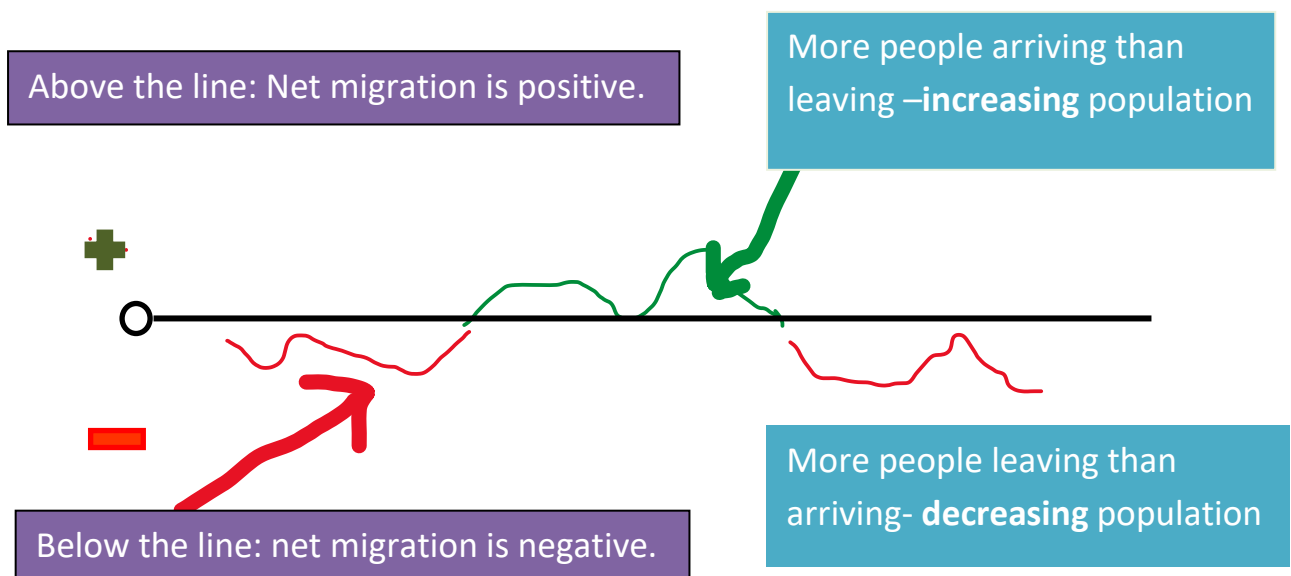 Above the line: Net migration is positive.
More people arriving than
leaving –increasing population
More people leaving than
arriving- decreasing population
Below the line: net migration is negative.